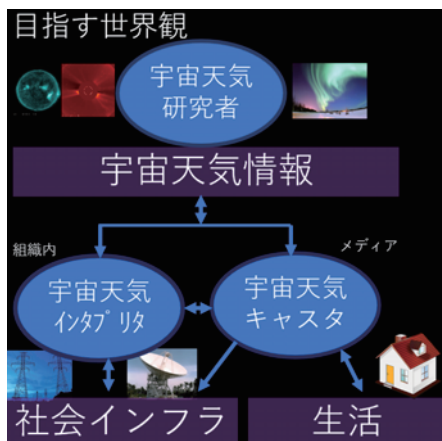 目指す世界観
宇宙天気
研究者
宇宙天気情報
組織内
メディア
宇宙天気
ｲﾝﾀﾌﾟﾘﾀ
宇宙天気
キャスタ
社会インフラ
生活